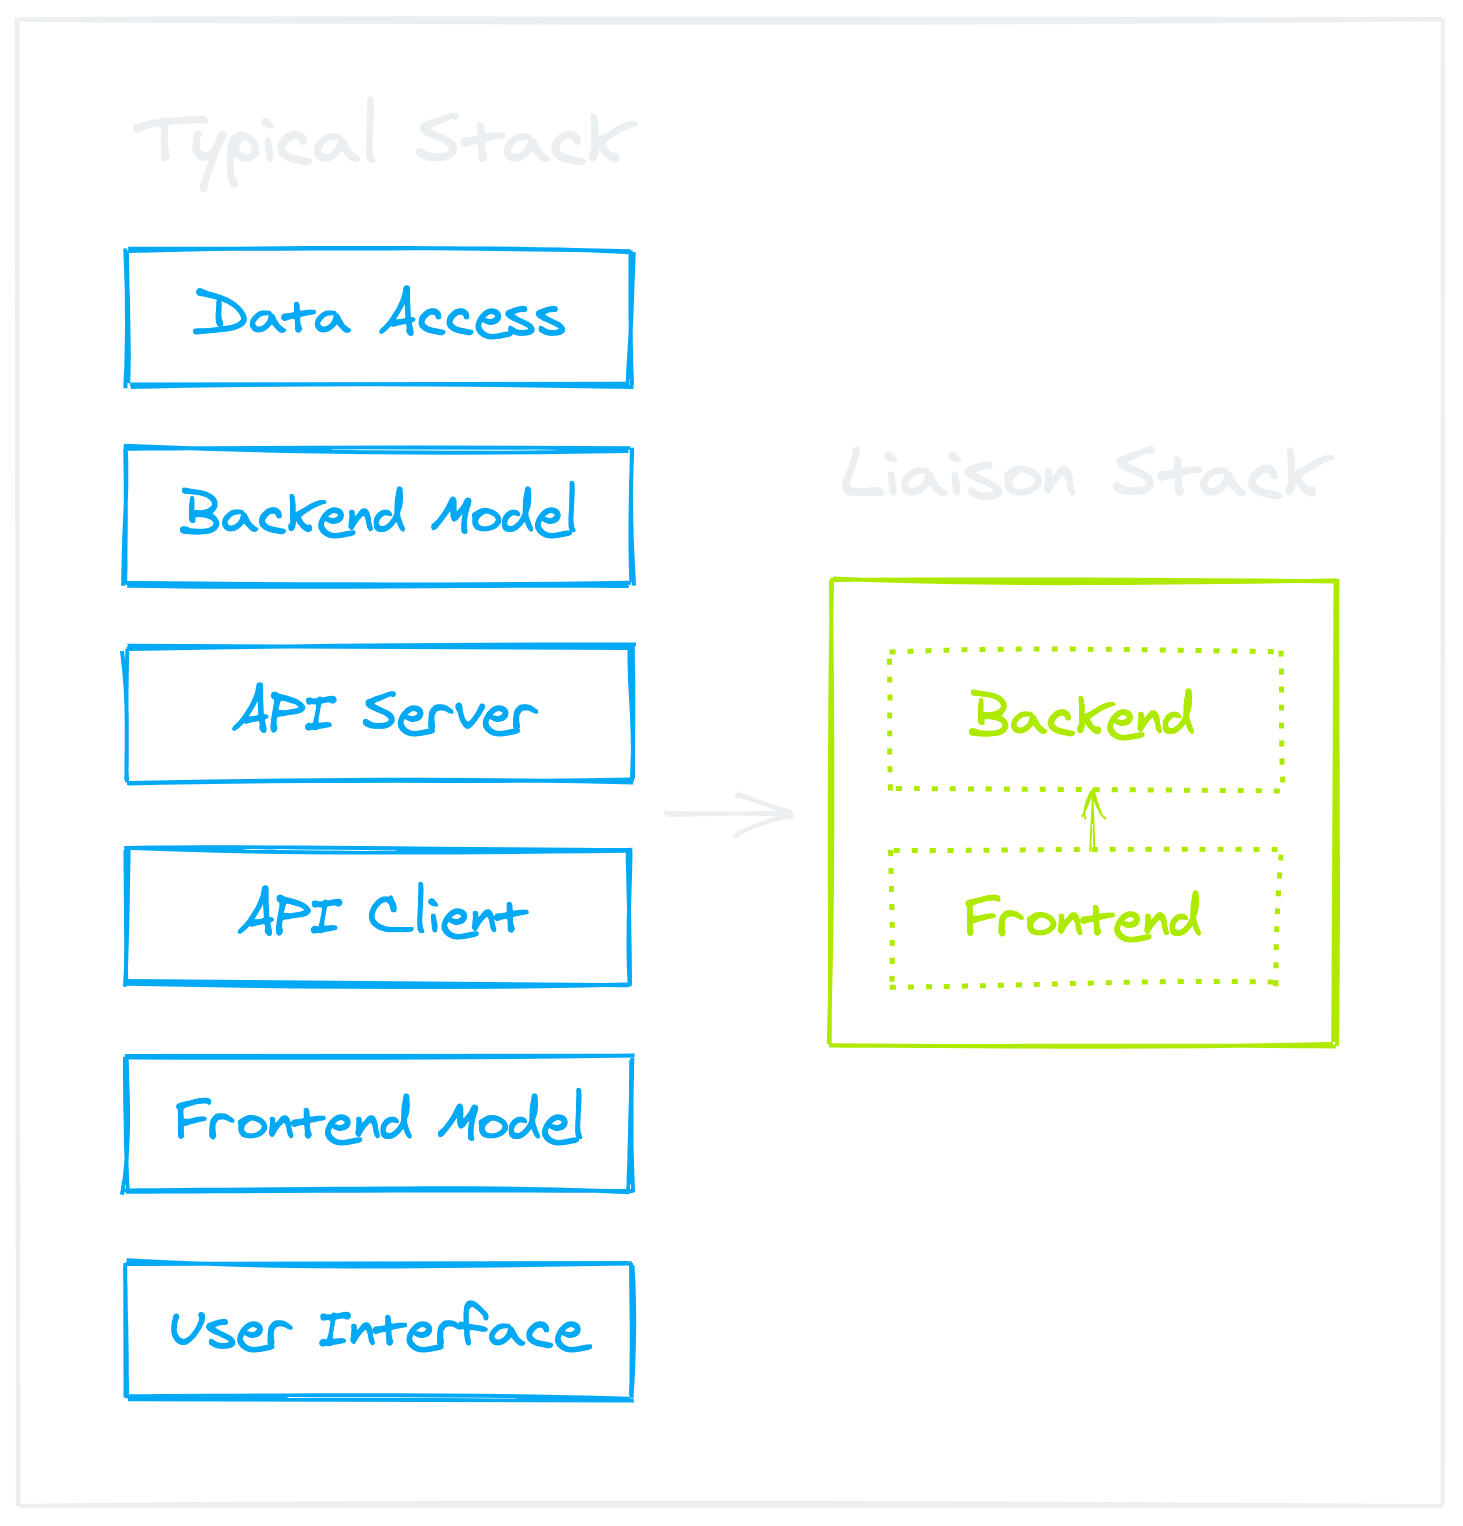 Typical Stack
Data Access
Backend Model
API Server
API Client
Frontend Model
User Interface
Liaison Stack
Backend
Frontend